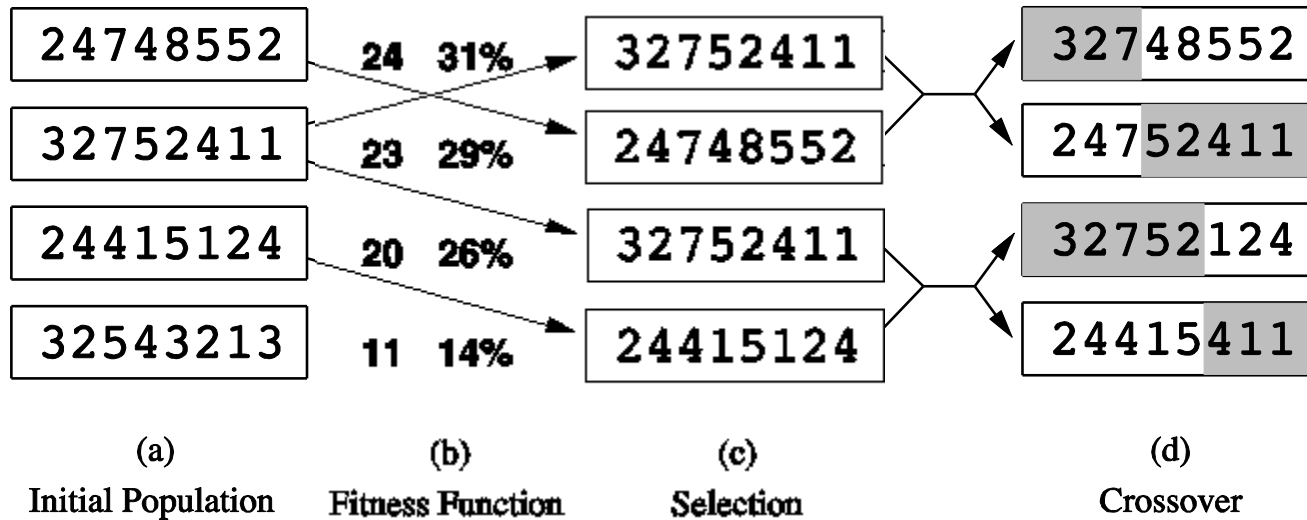 24748552 24 31% 32752411 32748552
32752411 23 29% 24748552 24752411
24415124 20 26% 32752411 32752124
32543213 11 14% 24415124 24415411
(a) (b) (c) (d)
Initial Population Fitness Function Selection Crossover